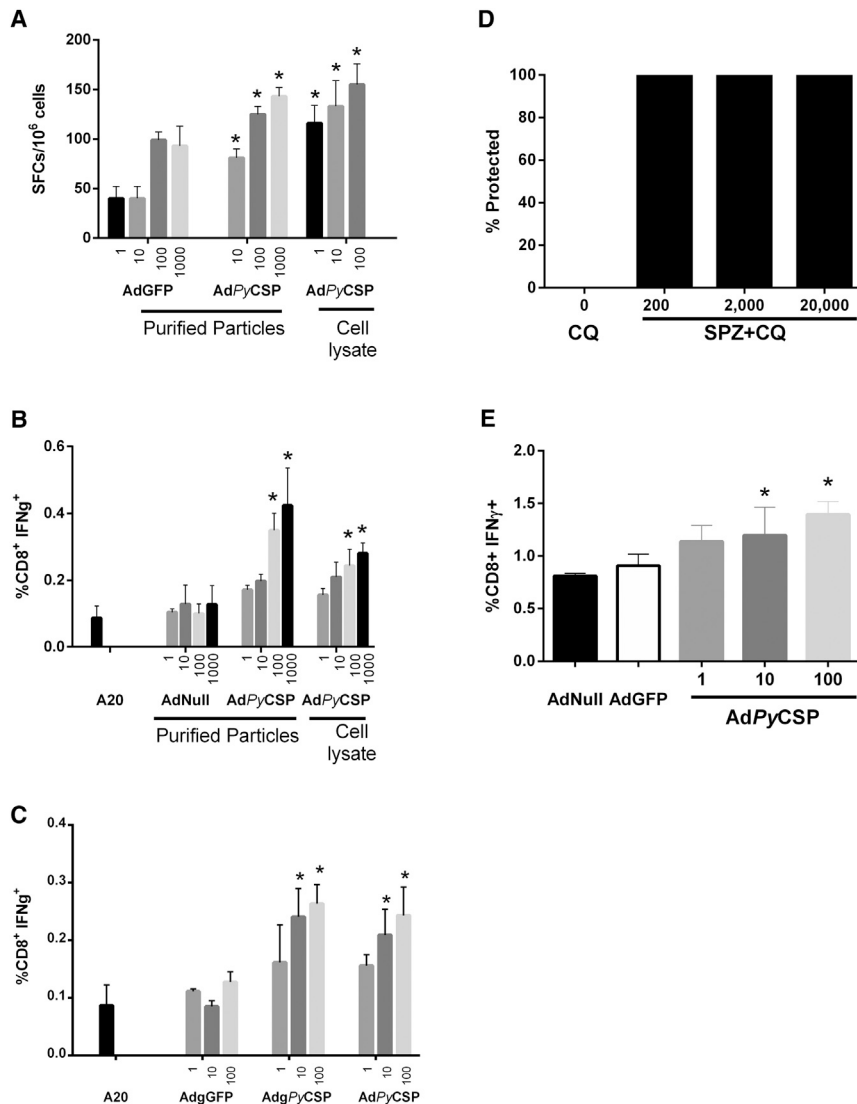 A
SFCs/10⁶ cells
200
150
100
50
0
* * * * * *
1 10 100 1000 10 100 1000 1 10 100
AdGFP AdPyCSP AdPyCSP
Purified Particles Cell
lysate
B
%CD8⁺ IFNg⁺
0.6
0.4
0.2
0.0
* * * *
1 10 100 1000 1 10 100 1000 1 10 100 1000
A20 AdNull AdPyCSP AdPyCSP
Purified Particles Cell
lysate
C
%CD8⁺ IFNg⁺
0.4
0.3
0.2
0.1
0.0
* * * *
1 10 100 1 10 100 1 10 100
A20 AdgGFP AdgPyCSP AdPyCSP
D
% Protected
100
80
60
40
20
0
0 200 2,000 20,000
CQ SPZ+CQ
E
%CD8+ IFNγ+
2.0
1.5
1.0
0.5
0.0
* *
AdNull AdGFP 1 10 100
AdPyCSP